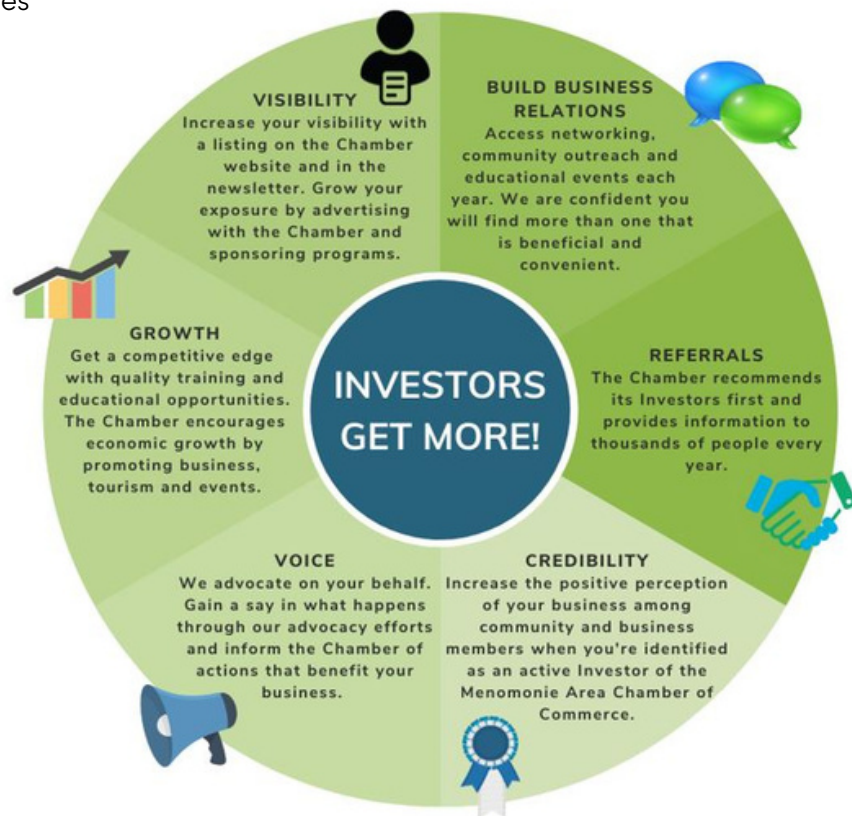 es
VISIBILITY
Increase your visibility with
a listing on the Chamber
website and in the
newsletter. Grow your
exposure by advertising
with the Chamber and
sponsoring programs.
BUILD BUSINESS
RELATIONS
Access networking,
community outreach and
educational events each
year. We are confident you
will find more than one that
is beneficial and
convenient.
GROWTH
Get a competitive edge
with quality training and
educational opportunities.
The Chamber encourages
economic growth by
promoting business,
tourism and events.
INVESTORS
GET MORE!
REFERRALS
The Chamber recommends
its Investors first and
provides information to
thousands of people every
year.
VOICE
We advocate on your behalf.
Gain a say in what happens
through our advocacy efforts
and inform the Chamber of
actions that benefit your
business.
CREDIBILITY
Increase the positive perception
of your business among
community and business
members when you're identified
as an active Investor of the
Menomonie Area Chamber of
Commerce.